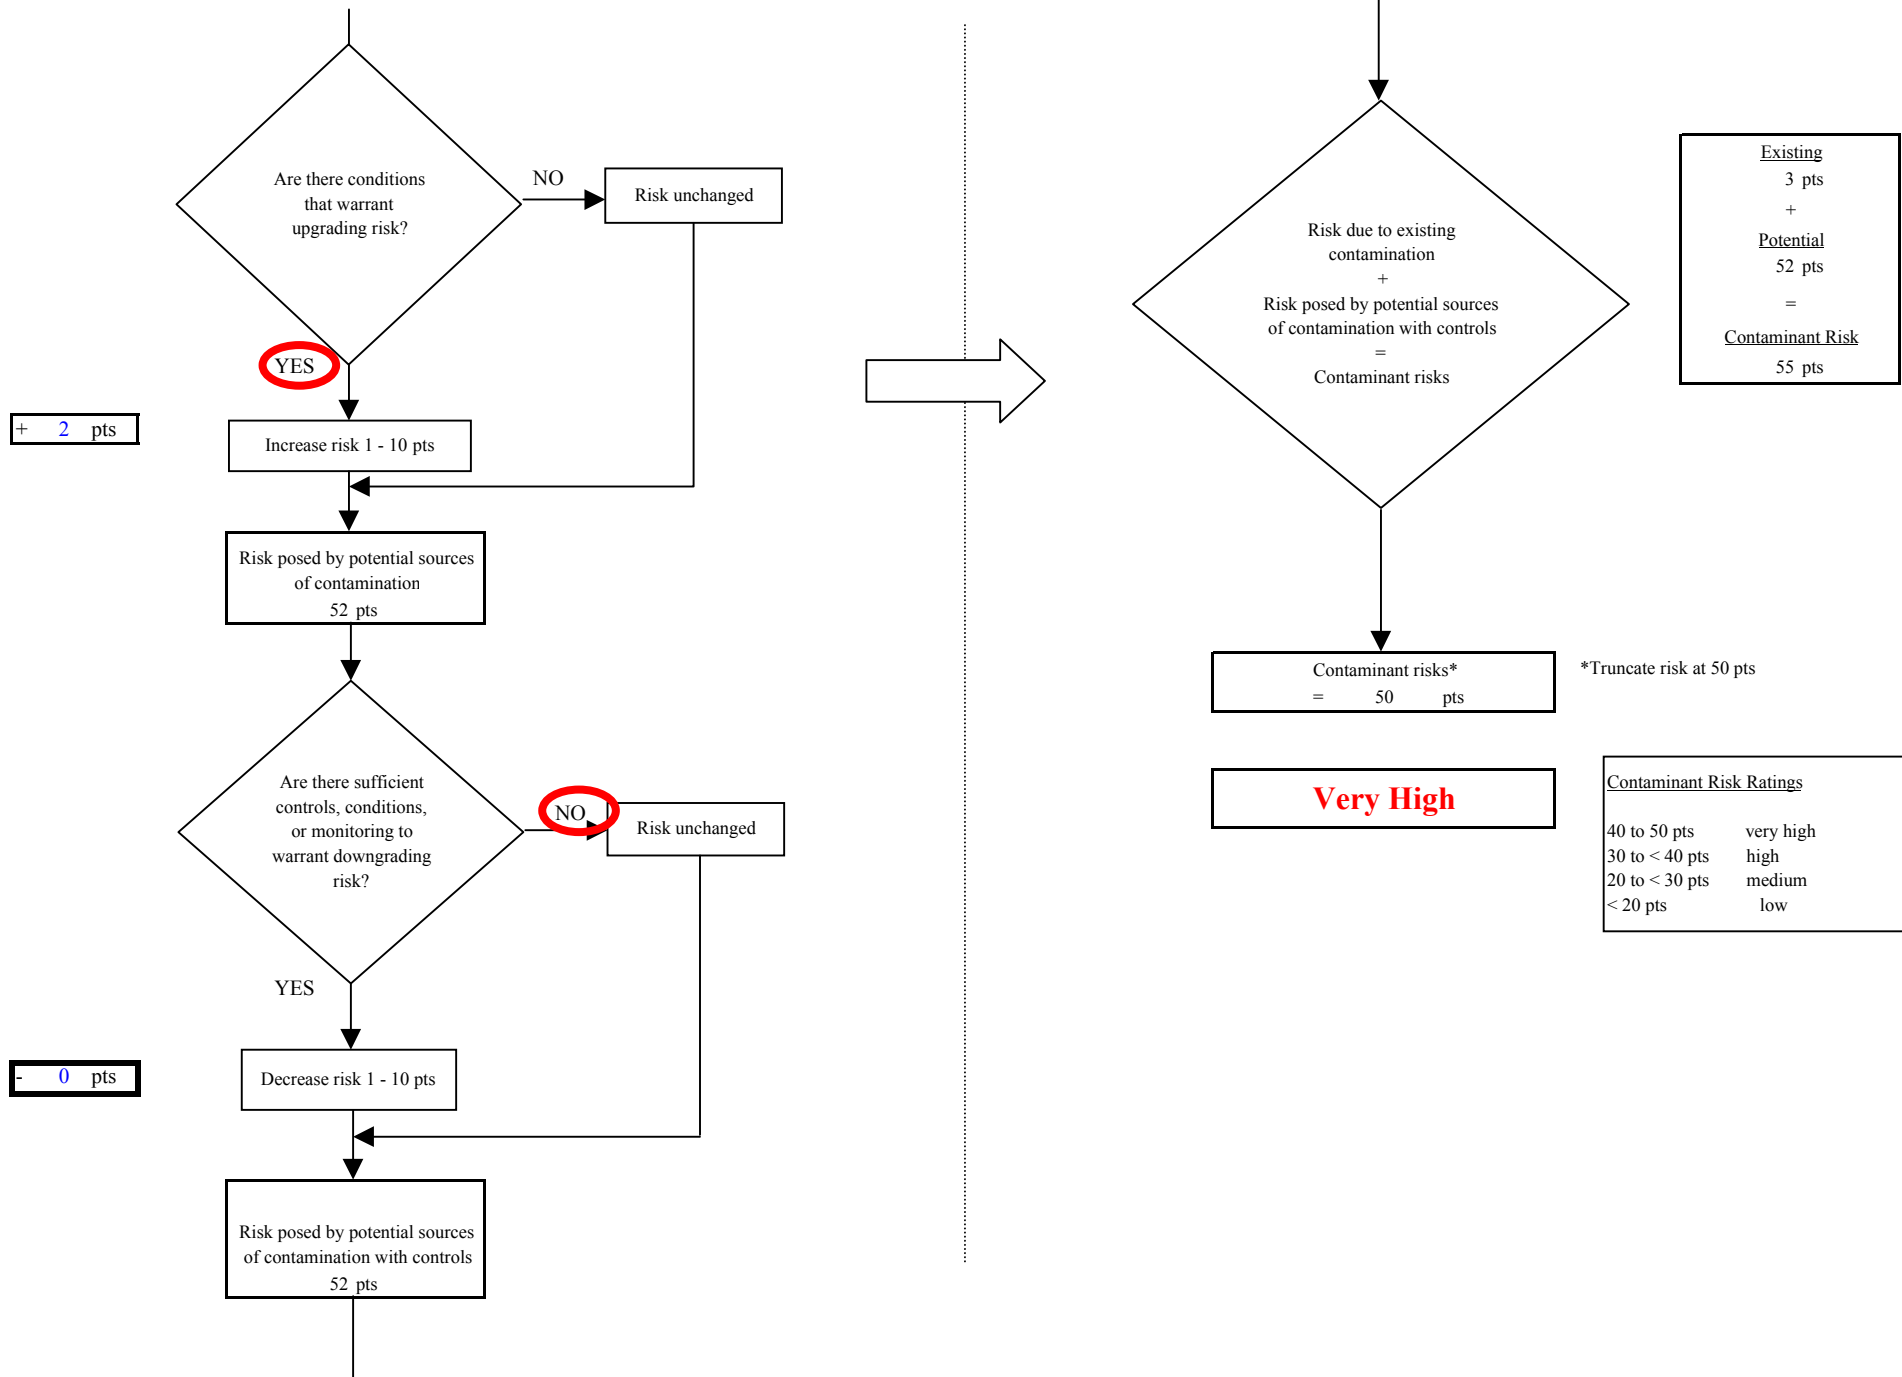 Are there conditions
that warrant
upgrading risk?
NO
Risk unchanged
YES
+ 2 pts
Increase risk 1 - 10 pts
Risk posed by potential sources
of contamination
52 pts
Are there sufficient
controls, conditions,
or monitoring to
warrant downgrading
risk?
NO
Risk unchanged
YES
- 0 pts
Decrease risk 1 - 10 pts
Risk posed by potential sources
of contamination with controls
52 pts
Risk due to existing
contamination
+
Risk posed by potential sources
of contamination with controls
=
Contaminant risks
Existing
3 pts
+
Potential
52 pts
=
Contaminant Risk
55 pts
Contaminant risks*
= 50 pts
*Truncate risk at 50 pts
Very High
Contaminant Risk Ratings
40 to 50 pts very high
30 to < 40 pts high
20 to < 30 pts medium
< 20 pts low